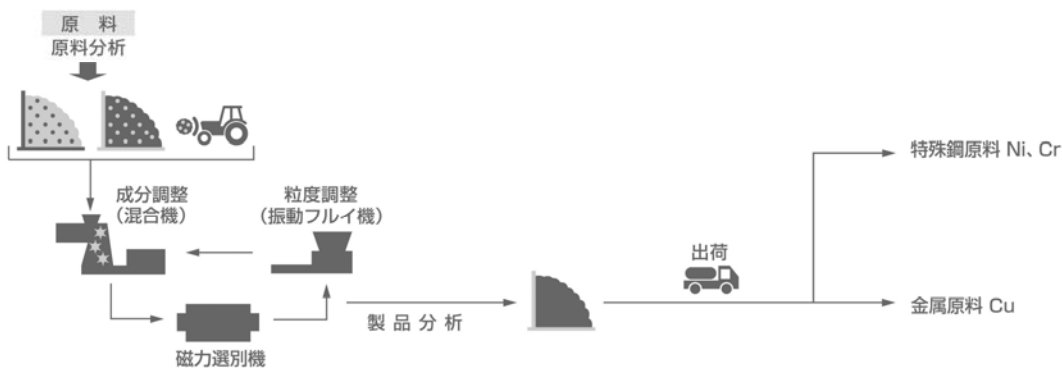 原 料
原料分析
成分調整
（混合機）
粒度調整
（振動フルイ機）
磁力選別機
製 品 分 析
出荷
特殊鋼原料 Ni、Cr
金属原料 Cu